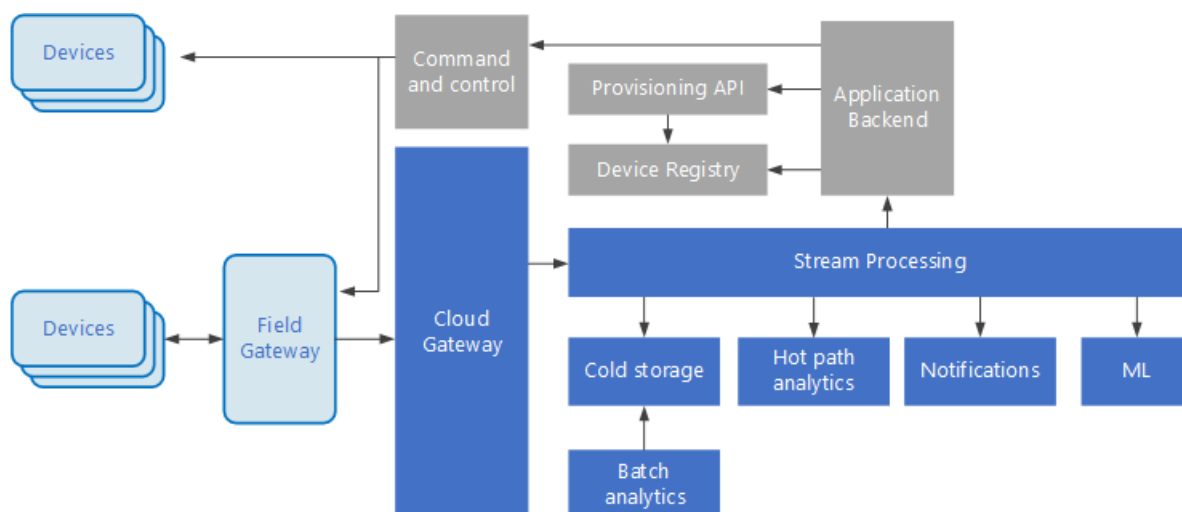 Devices
Command
and control
Provisioning API
Application
Backend
Device Registry
Stream Processing
Devices
Field
Gateway
Cloud
Gateway
Cold storage
Hot path
analytics
Notifications
ML
Batch
analytics